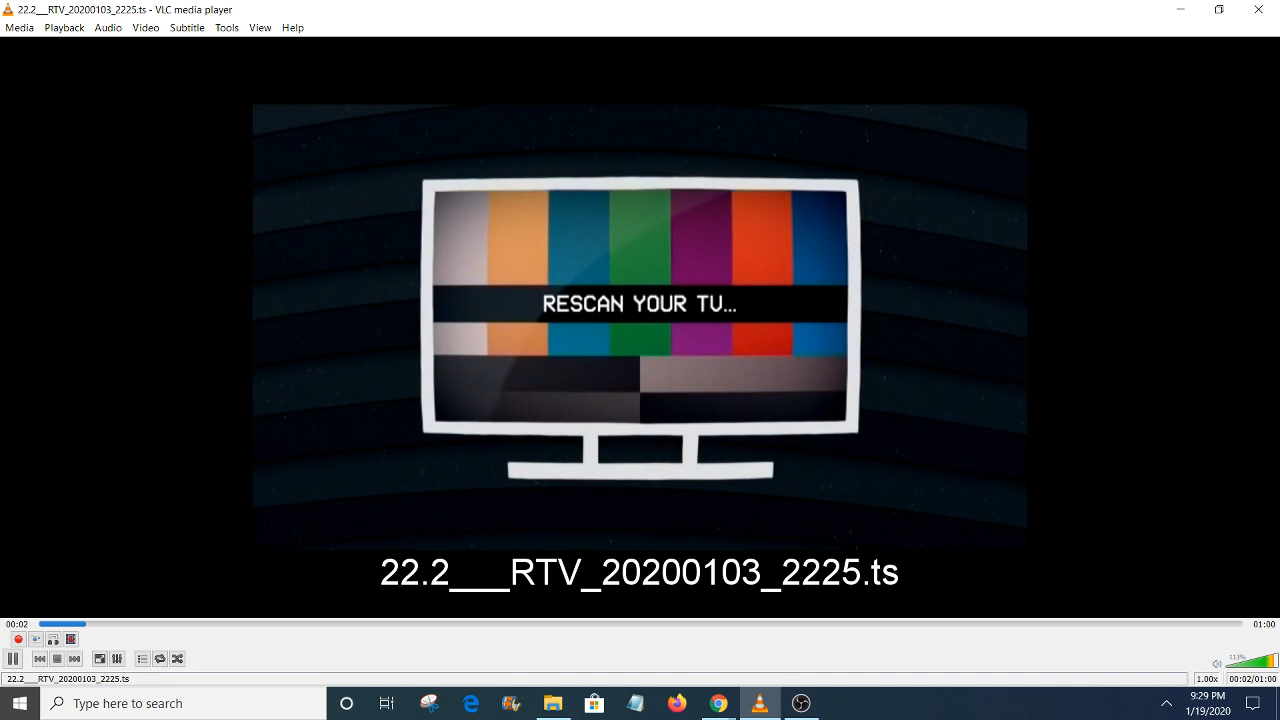 22.2___RTV_20200103_2225.ts - VLC media player
Media Playback Audio Video Subtitle Tools View Help
RESCAN YOUR TV...
22.2___RTV_20200103_2225.ts
00:02
01:00
113%
22.2___RTV_20200103_2225.ts
1.00x
00:02/01:00
Type here to search
9:29 PM
1/19/2020